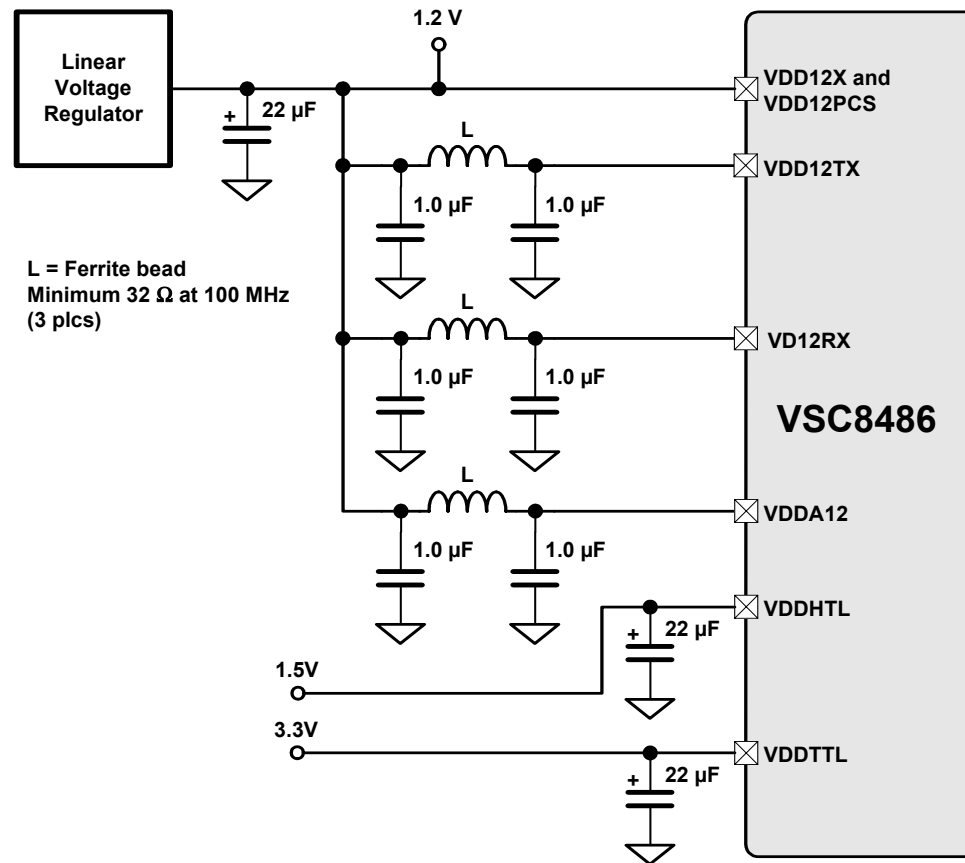 1.2 V
Linear
Voltage
Regulator
+ 22 µF
VDD12X and
VDD12PCS
L
VDD12TX
1.0 µF 1.0 µF
L = Ferrite bead
Minimum 32 Ω at 100 MHz
(3 plcs)
L
VD12RX
1.0 µF 1.0 µF
VSC8486
L
VDDA12
1.0 µF 1.0 µF
VDDHTL
+ 22 µF
1.5V
3.3V
VDDTTL
+ 22 µF